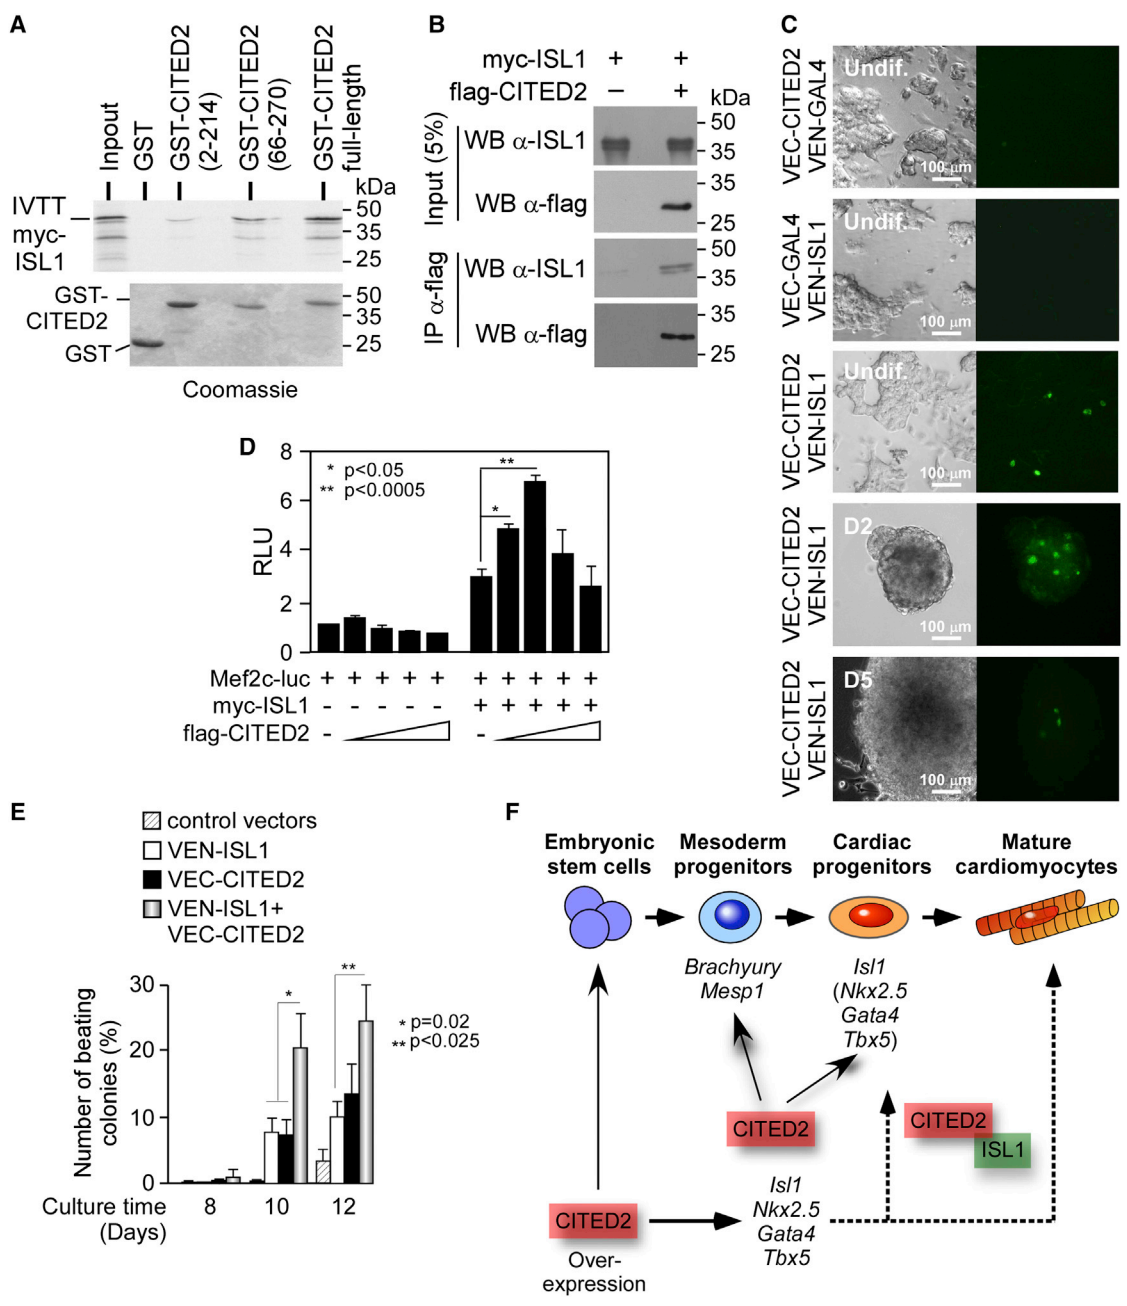 A
Input
GST
GST-CITED2
(2-214)
GST-CITED2
(66-270)
GST-CITED2
full-length
kDa
IVTT
myc-
ISL1
50
35
25
GST-
CITED2
GST
50
35
25
Coomassie
B
myc-ISL1 + +
flag-CITED2 – +
kDa
Input (5%)
WB α-ISL1
50
35
WB α-flag
35
25
IP α-flag
WB α-ISL1
50
35
WB α-flag
35
25
C
VEC-CITED2
VEN-GAL4
Undif.
100 µm
VEC-GAL4
VEN-ISL1
Undif.
100 µm
VEC-CITED2
VEN-ISL1
Undif.
100 µm
VEC-CITED2
VEN-ISL1
D2
100 µm
VEC-CITED2
VEN-ISL1
D5
100 µm
D
RLU
8
6
4
2
0
* p<0.05
** p<0.0005
**
*
Mef2c-luc + + + + + + + + + +
myc-ISL1 - - - - - + + + + +
flag-CITED2 - -
E
control vectors
VEN-ISL1
VEC-CITED2
VEN-ISL1+
VEC-CITED2
Number of beating
colonies (%)
30
20
10
0
*
**
* p=0.02
** p<0.025
Culture time
(Days)
8 10 12
F
Embryonic
stem cells
Mesoderm
progenitors
Cardiac
progenitors
Mature
cardiomyocytes
Brachyury
Mesp1
Isl1
(Nkx2.5
Gata4
Tbx5)
CITED2
CITED2
ISL1
CITED2
Over-
expression
Isl1
Nkx2.5
Gata4
Tbx5